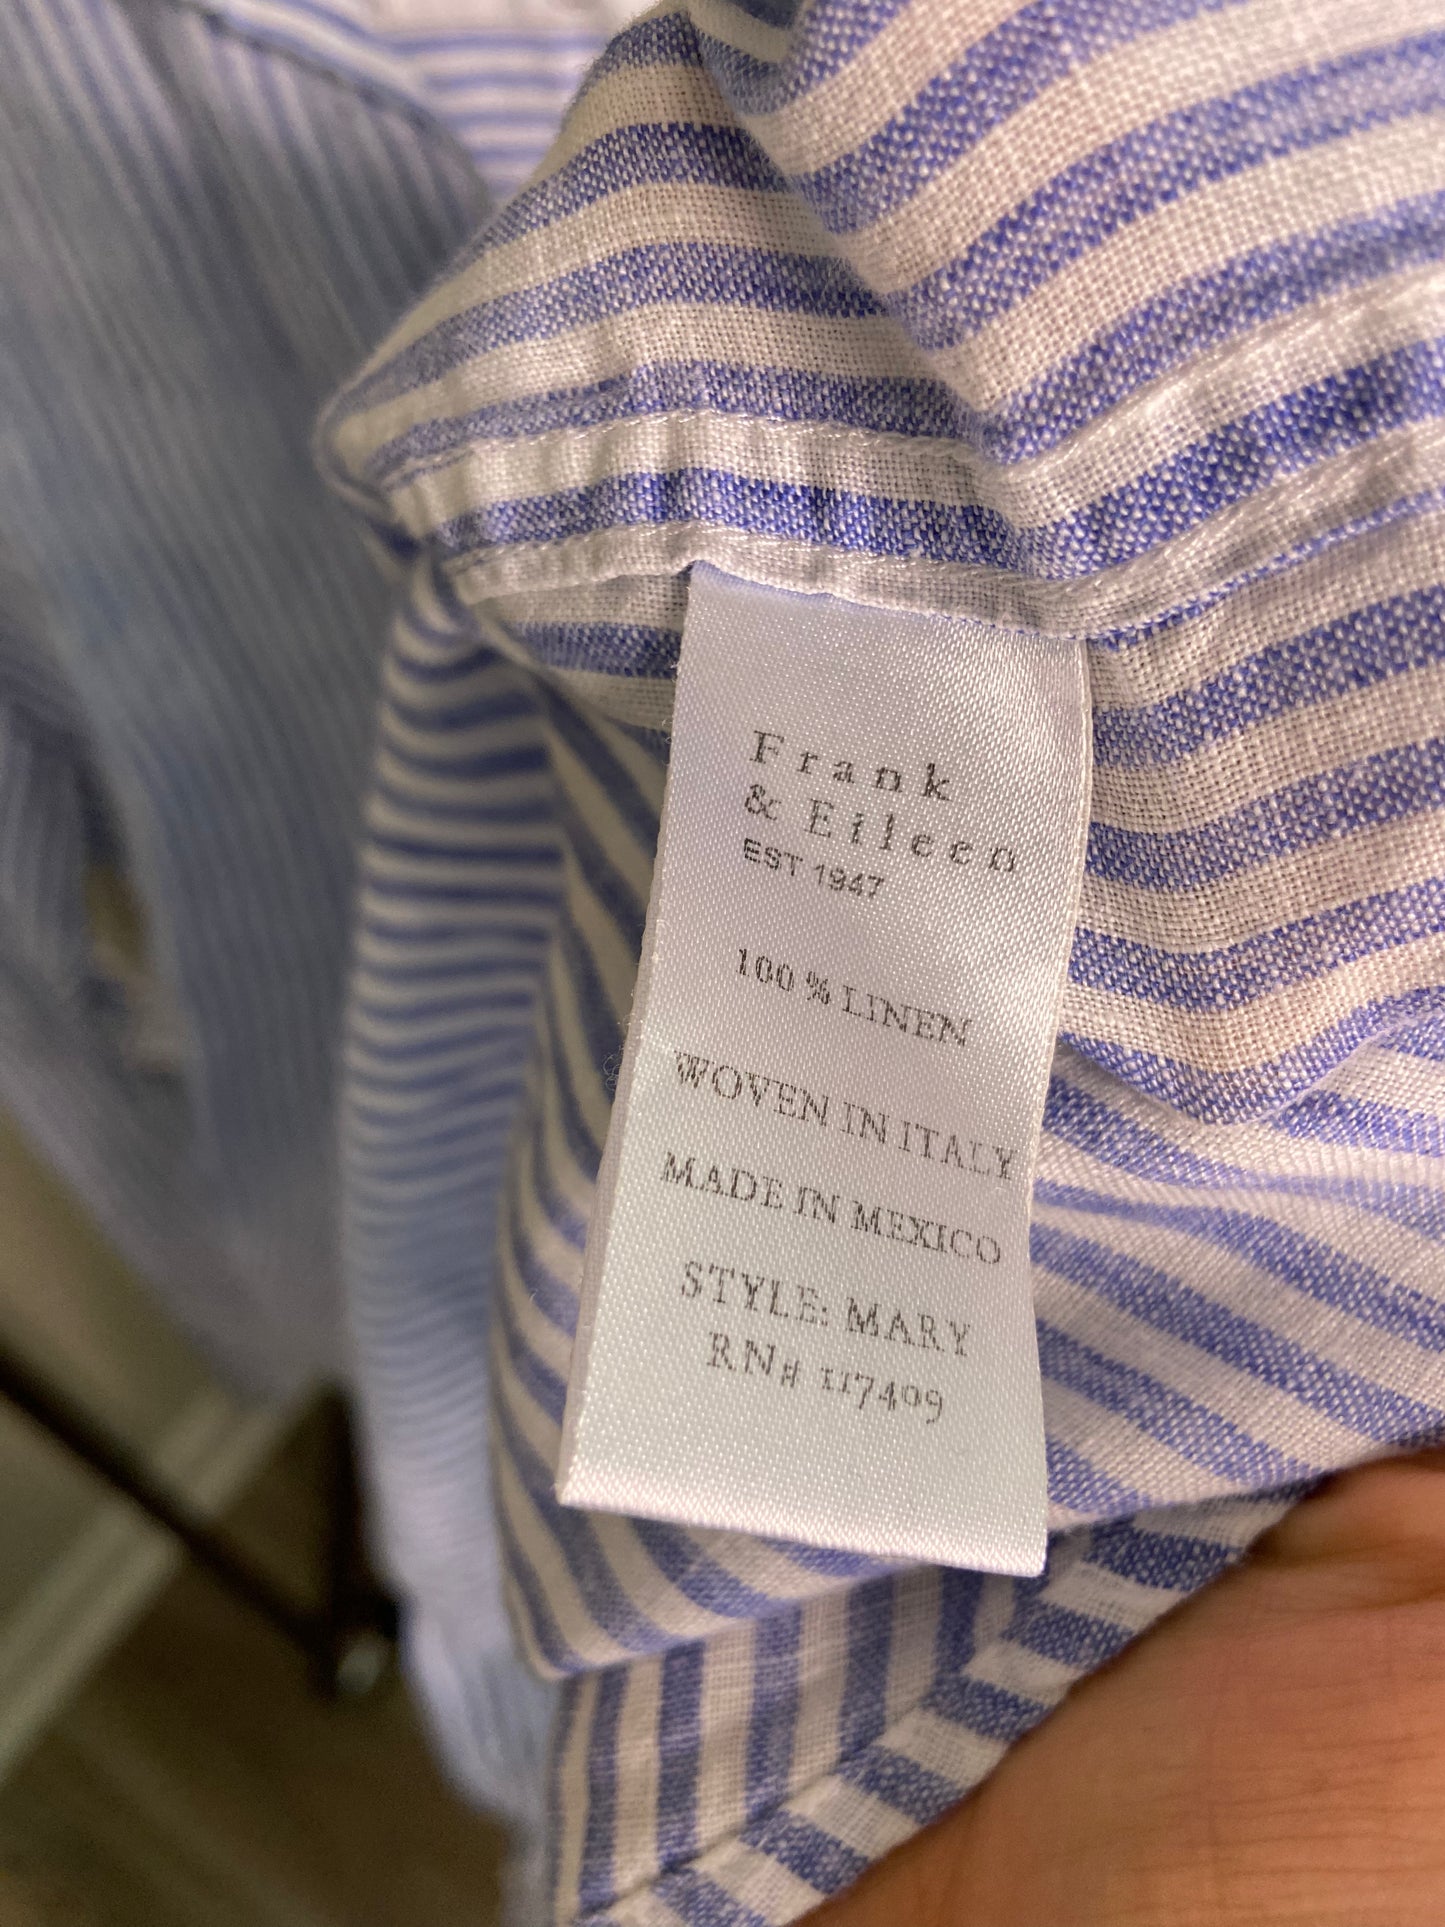 Frank
& Eileen
EST 1947
100 % LINEN
WOVEN IN ITALY
MADE IN MEXICO
STYLE: MARY
RN# 117409